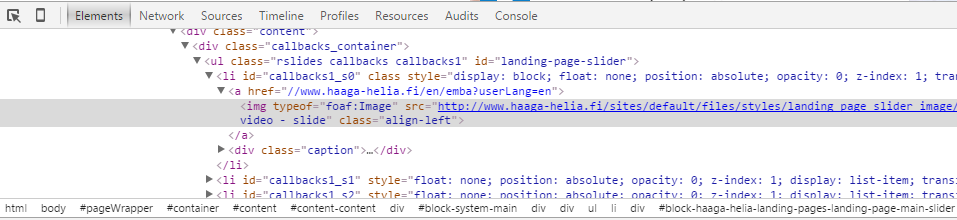 Elements Network Sources Timeline Profiles Resources Audits Console
▼<div class="content">
▼<div class="callbacks_container">
▼<ul class="rslides callbacks callbacks1" id="landing-page-slider">
▼<li id="callbacks1_s0" class style="display: block; float: none; position: absolute; opacity: 0; z-index: 1;
▼<a href="//www.haaga-helia.fi/en/emba?userLang=en">
<img typeof="foaf:Image" src="http://www.haaga-helia.fi/sites/default/files/styles/landing_page_slider_image/
video - slide" class="align-left">
</a>
▶<div class="caption">…</div>
</li>
▶<li id="callbacks1_s1" style="float: none; position: absolute; opacity: 0; z-index: 1; display: list-item;
▶<li id="callbacks1_s2" style="float: none; position: absolute; opacity: 0; z-index: 1; display: list-item;
html body #pageWrapper #container #content #content-content div #block-system-main div div ul li div #block-haaga-helia-landing-pages-landing-page-main-slider